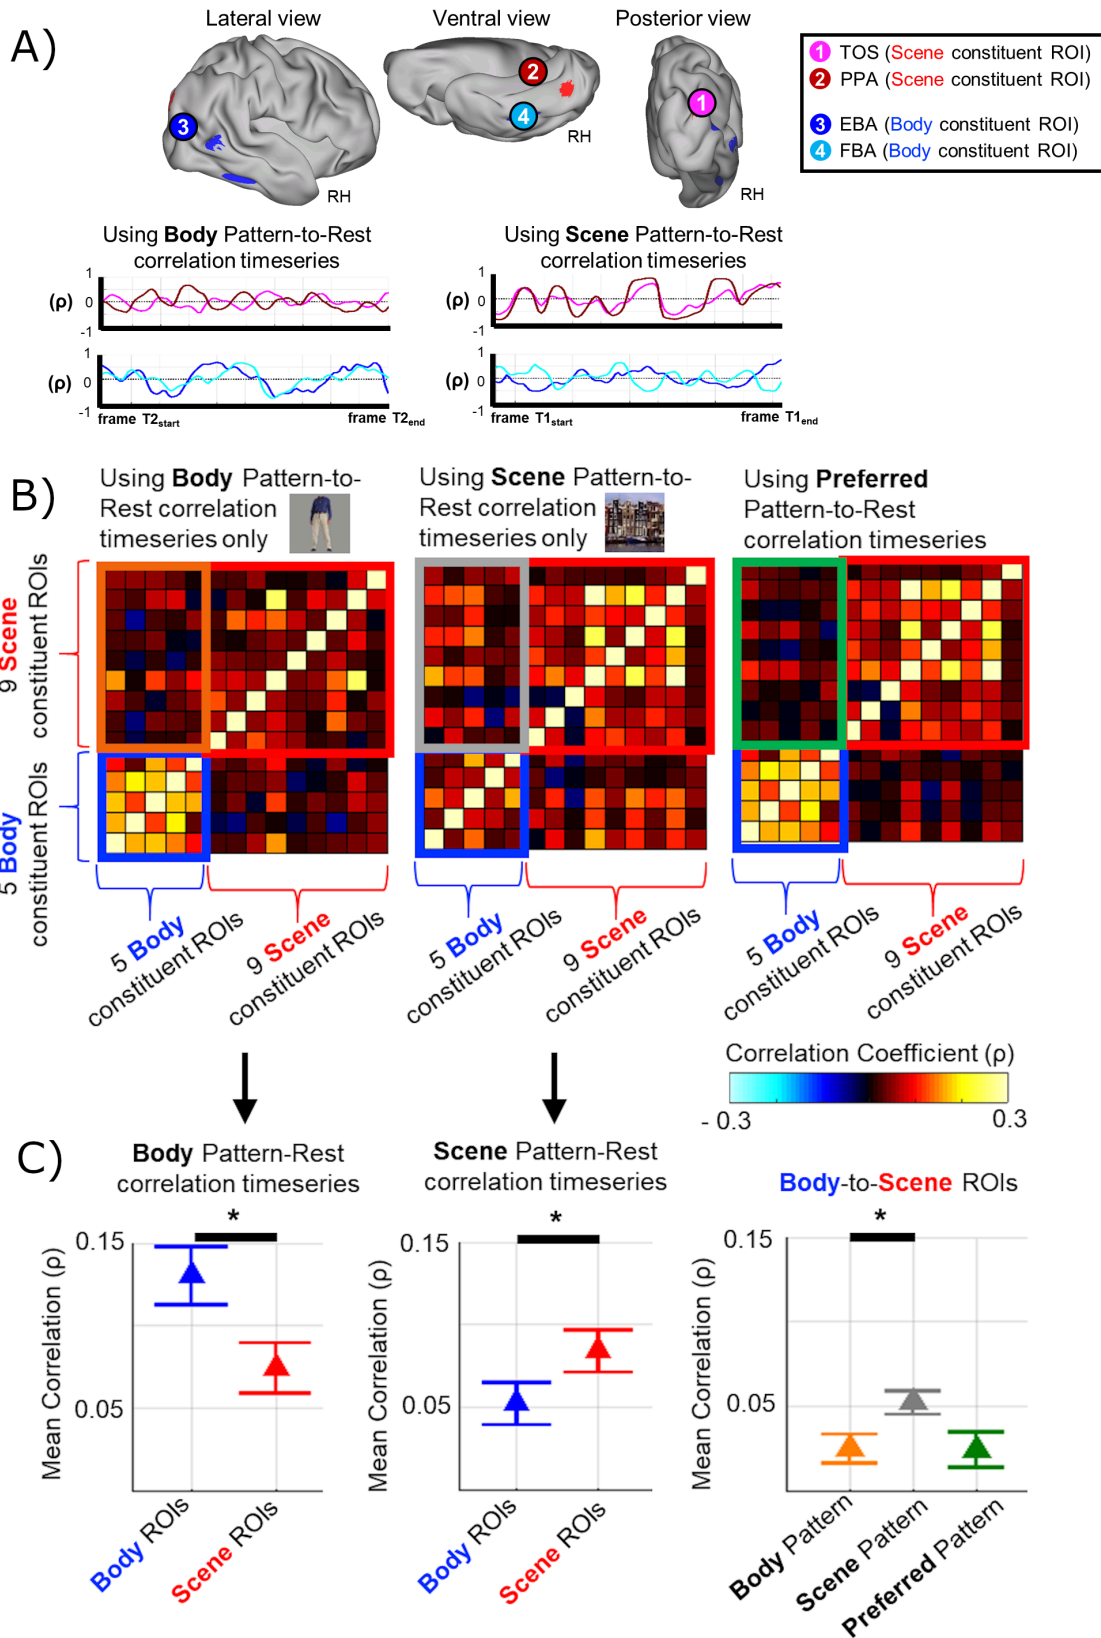 A)
Lateral view
Ventral view
Posterior view
1 TOS (Scene constituent ROI)
2 PPA (Scene constituent ROI)
3 EBA (Body constituent ROI)
4 FBA (Body constituent ROI)
3
2
4
1
RH
RH
RH
Using Body Pattern-to-Rest
correlation timeseries
Using Scene Pattern-to-Rest
correlation timeseries
1
(ρ) 0
-1
1
0
-1
1
(ρ) 0
-1
1
(ρ) 0
-1
frame T2start
frame T2end
frame T1start
frame T1end
B)
Using Body Pattern-to-
Rest correlation
timeseries only
Using Scene Pattern-to-
Rest correlation
timeseries only
Using Preferred
Pattern-to-Rest
correlation timeseries
9 Scene
constituent ROIs
5 Body
constituent ROIs
5 Body
constituent ROIs
9 Scene
constituent ROIs
5 Body
constituent ROIs
9 Scene
constituent ROIs
5 Body
constituent ROIs
9 Scene
constituent ROIs
Correlation Coefficient (ρ)
- 0.3
0.3
C)
Body Pattern-Rest
correlation timeseries
Scene Pattern-Rest
correlation timeseries
Body-to-Scene ROIs
*
*
*
Mean Correlation (ρ)
0.15
0.05
Body ROIs
Scene ROIs
Mean Correlation (ρ)
0.15
0.05
Body ROIs
Scene ROIs
Mean Correlation (ρ)
0.15
0.05
Body Pattern
Scene Pattern
Preferred Pattern